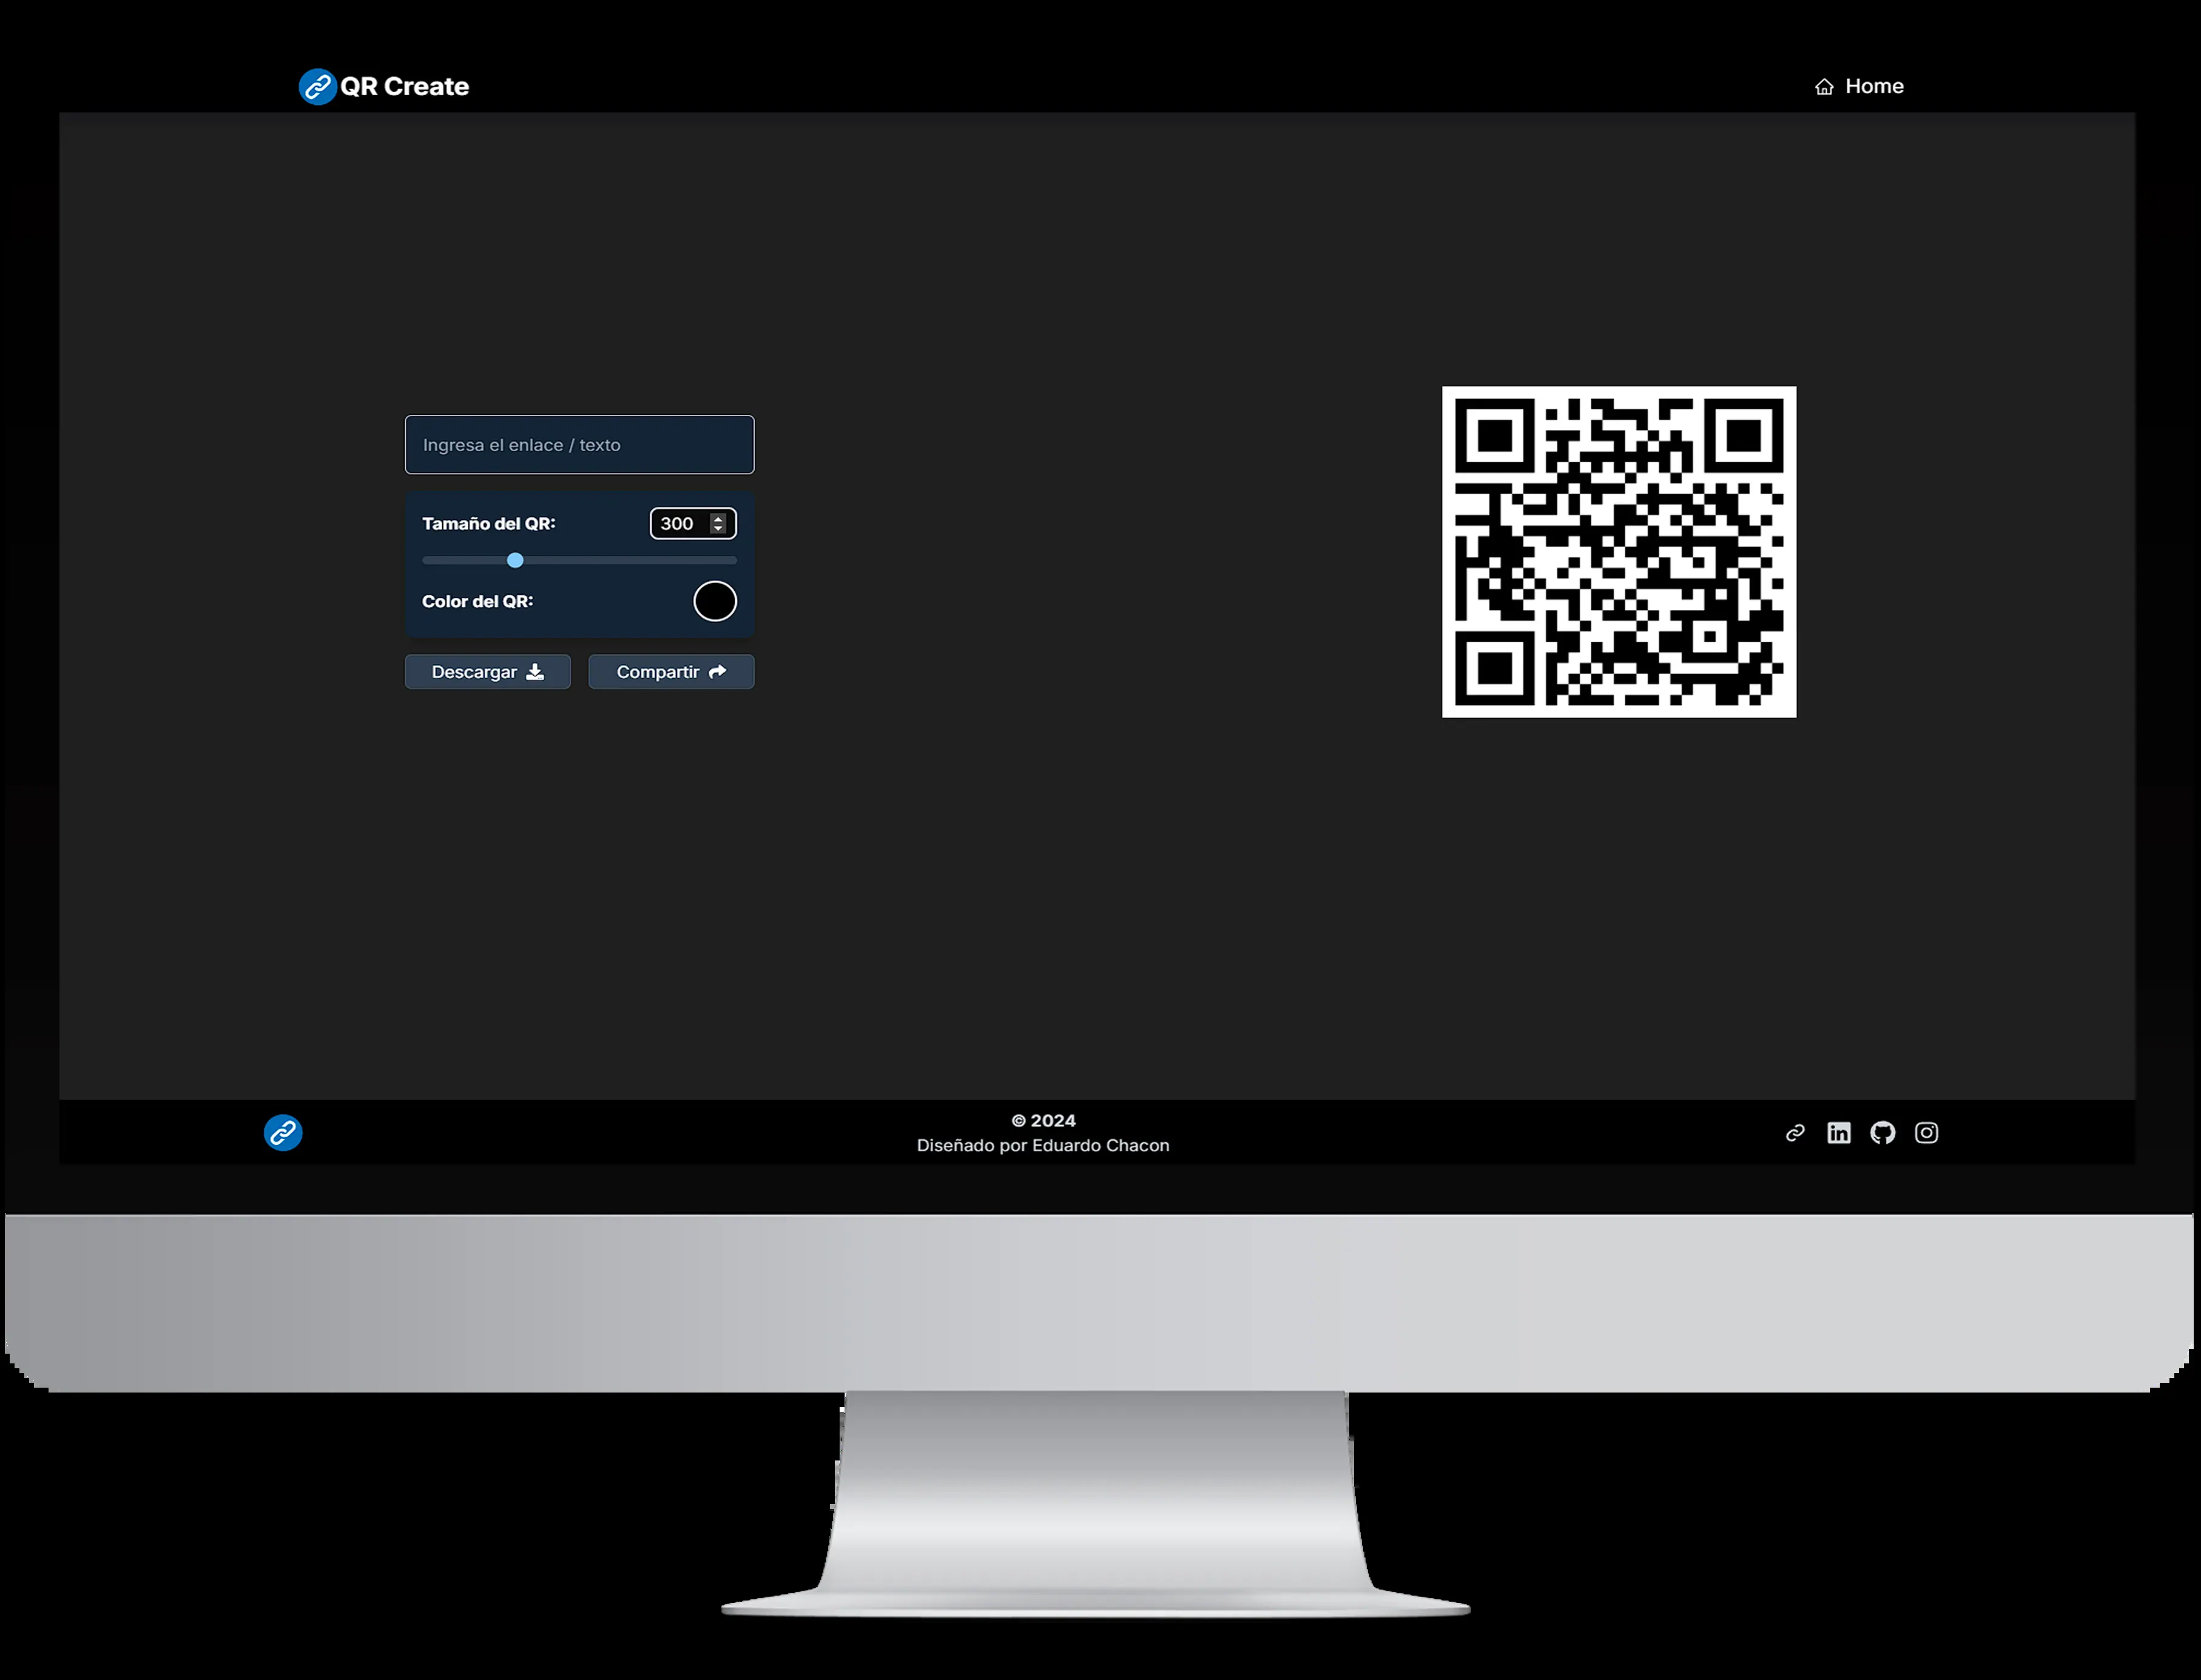 QR Create
Home
Ingresa el enlace / texto
Tamaño del QR:
300
Color del QR:
Descargar
Compartir
© 2024
Diseñado por Eduardo Chacon
in